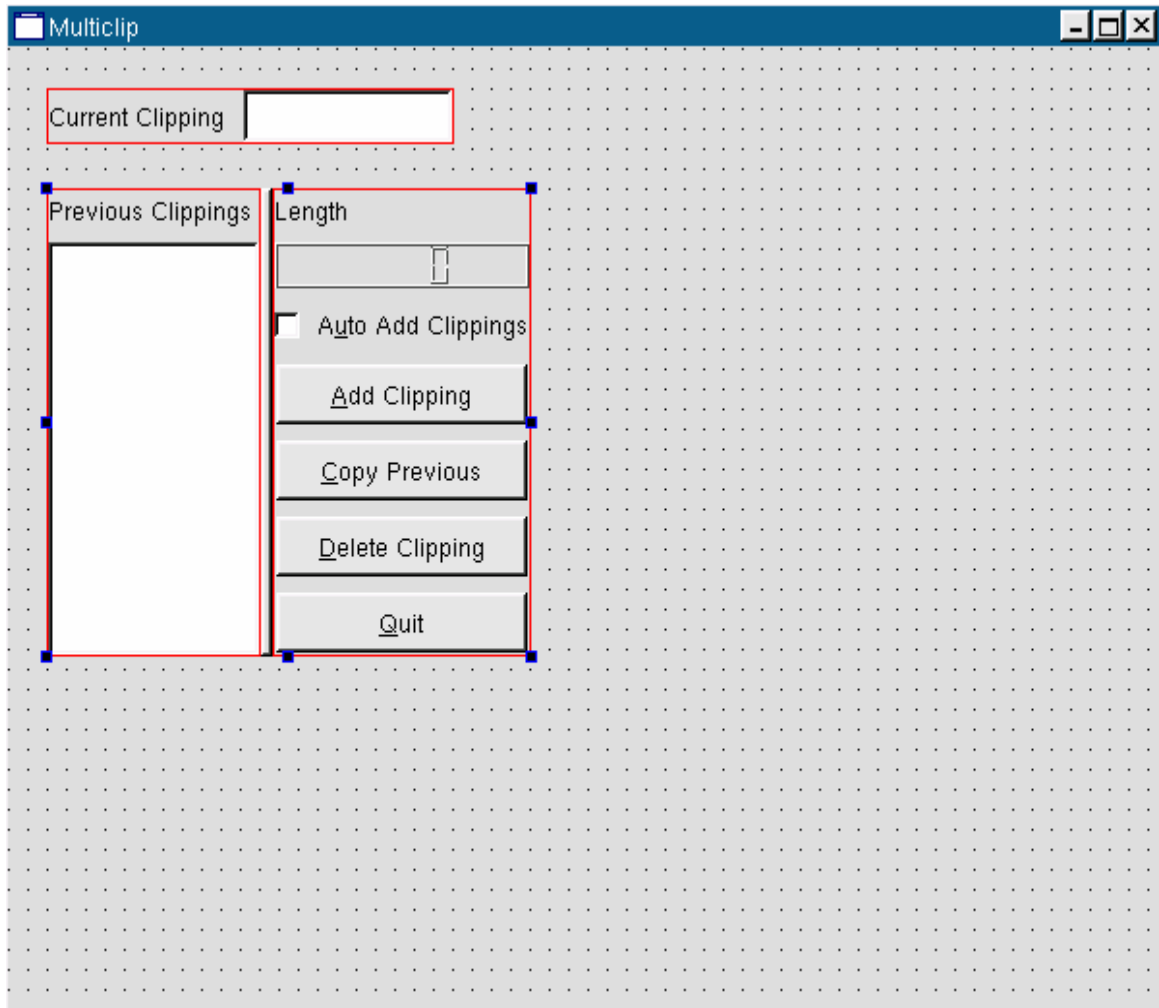 Multiclip
Current Clipping
Previous Clippings
Length
Auto Add Clippings
Add Clipping
Copy Previous
Delete Clipping
Quit